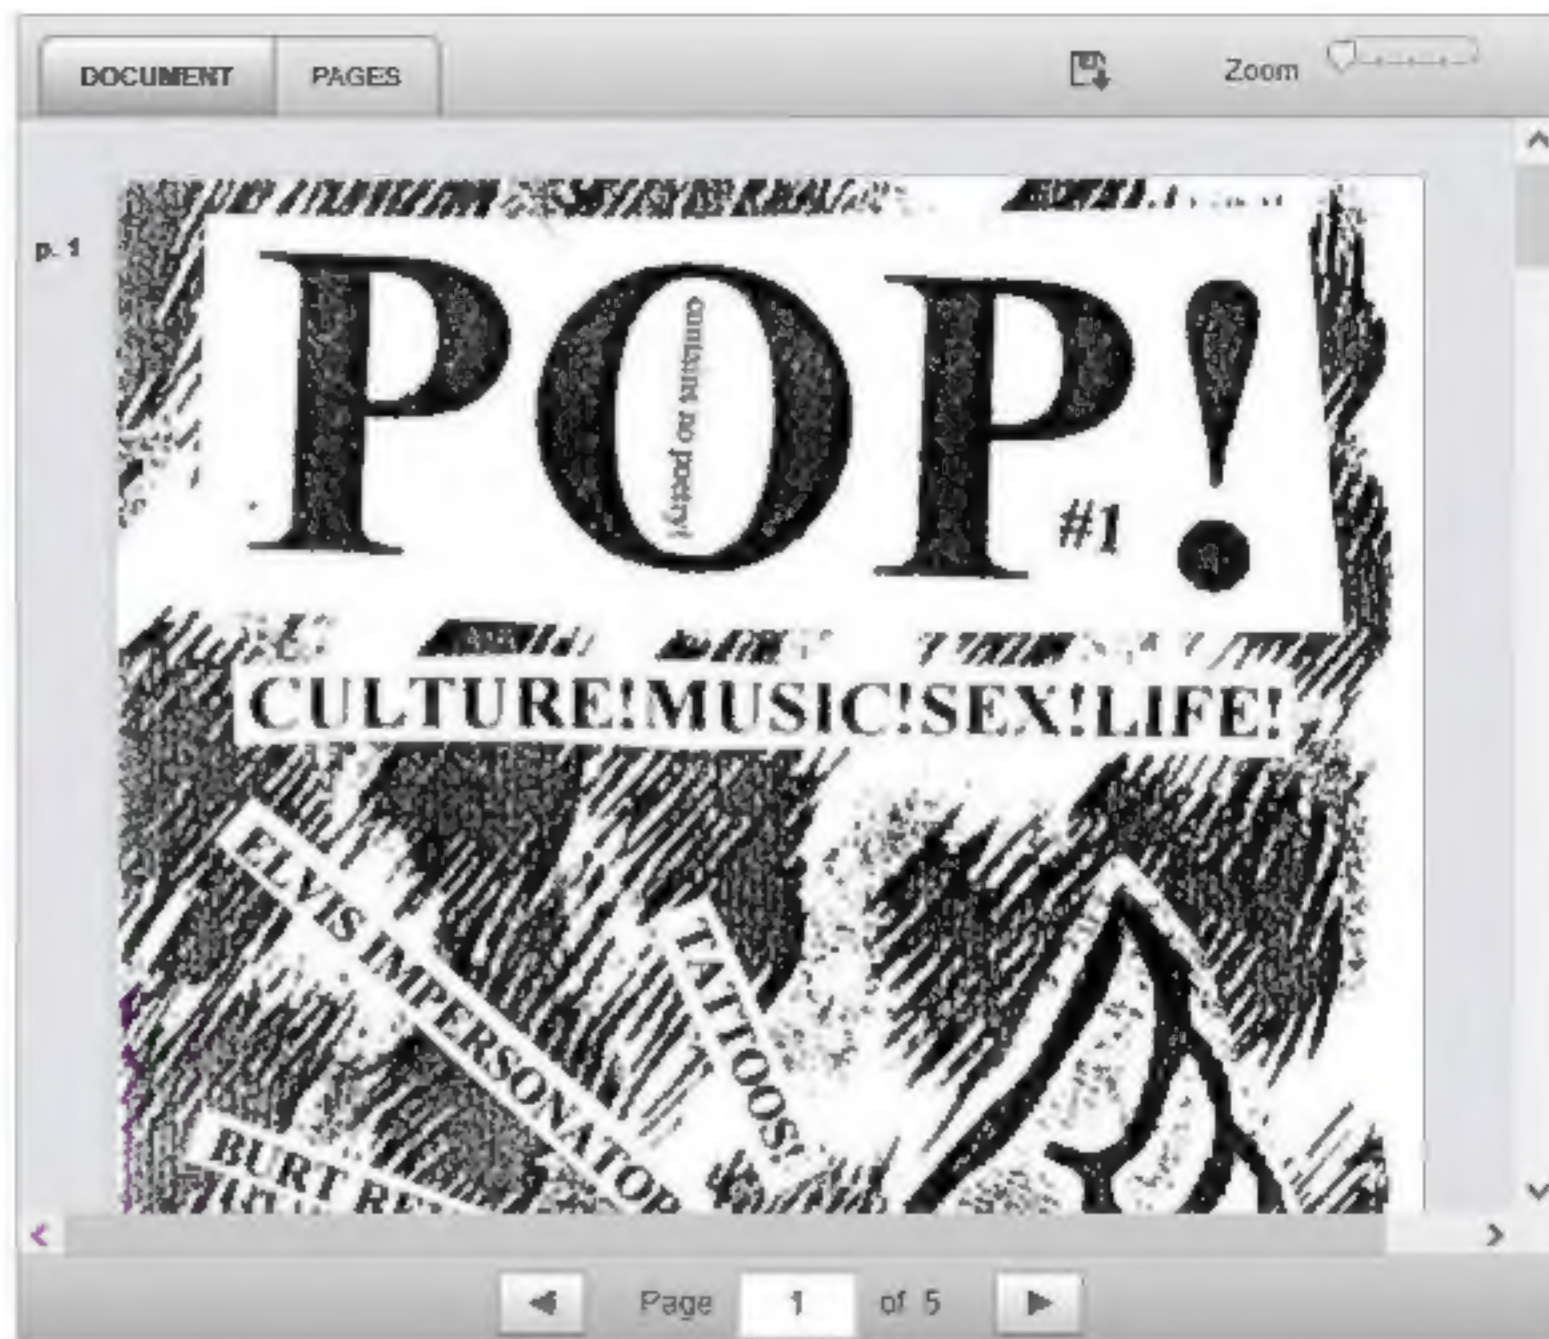 DOCUMENT PAGES Zoom
p. 1
POP!
contains no poetry!
#1
CULTURE!MUSIC!SEX!LIFE!
ELVIS IMPERSONATOR
TATTOOS!
BURT RE
Page 1 of 5